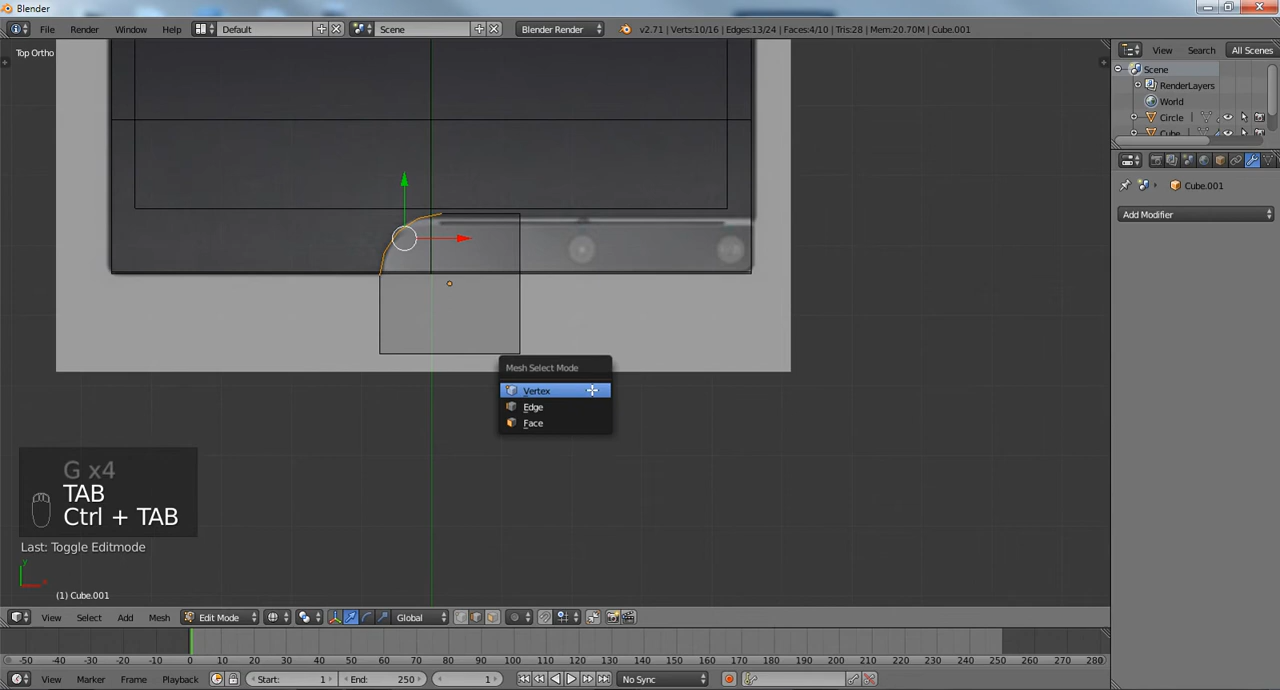 Blender
File Render Window Help Default Scene Blender Render v2.71 | Verts:10/16 | Edges:13/24 | Faces:4/10 | Tris:28 | Mem:20.70M | Cube.001
Top Ortho
View Search All Scenes
Scene
RenderLayers
World
Circle
Cube
Cube.001
Add Modifier
Mesh Select Mode
Vertex
Edge
Face
G x4
TAB
Ctrl + TAB
Last: Toggle Editmode
y
x
(1) Cube.001
View Select Add Mesh Edit Mode Global
-50 -40 -30 -20 -10 0 10 20 30 40 50 60 70 80 90 100 110 120 130 140 150 160 170 180 190 200 210 220 230 240 250 260 270 280
View Marker Frame Playback Start: 1 End: 250 1 No Sync